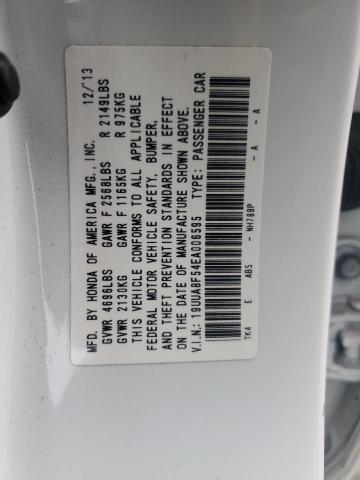 MFD. BY HONDA OF AMERICA MFG., INC. 12/'13
GVWR 4696LBS GAWR F 2568LBS R 2149LBS
GVWR 2130KG GAWR F 1165KG R 975KG
THIS VEHICLE CONFORMS TO ALL APPLICABLE
FEDERAL MOTOR VEHICLE SAFETY, BUMPER,
AND THEFT PREVENTION STANDARDS IN EFFECT
ON THE DATE OF MANUFACTURE SHOWN ABOVE.
V.I.N.: 19UUA8F54EA006595 TYPE: PASSENGER CAR
TK4 E AB5 - NH788P - A - A